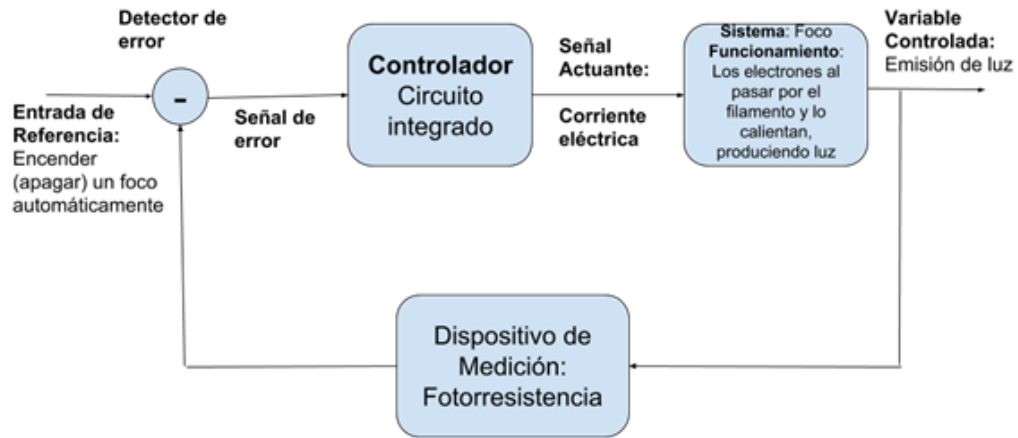 Detector de
error
Entrada de
Referencia:
Encender
(apagar) un foco
automáticamente
-
Señal de
error
Controlador
Circuito
integrado
Señal
Actuante:
Corriente
eléctrica
Sistema: Foco
Funcionamiento:
Los electrones al
pasar por el
filamento y lo
calientan,
produciendo luz
Variable
Controlada:
Emisión de luz
Dispositivo de
Medición:
Fotorresistencia